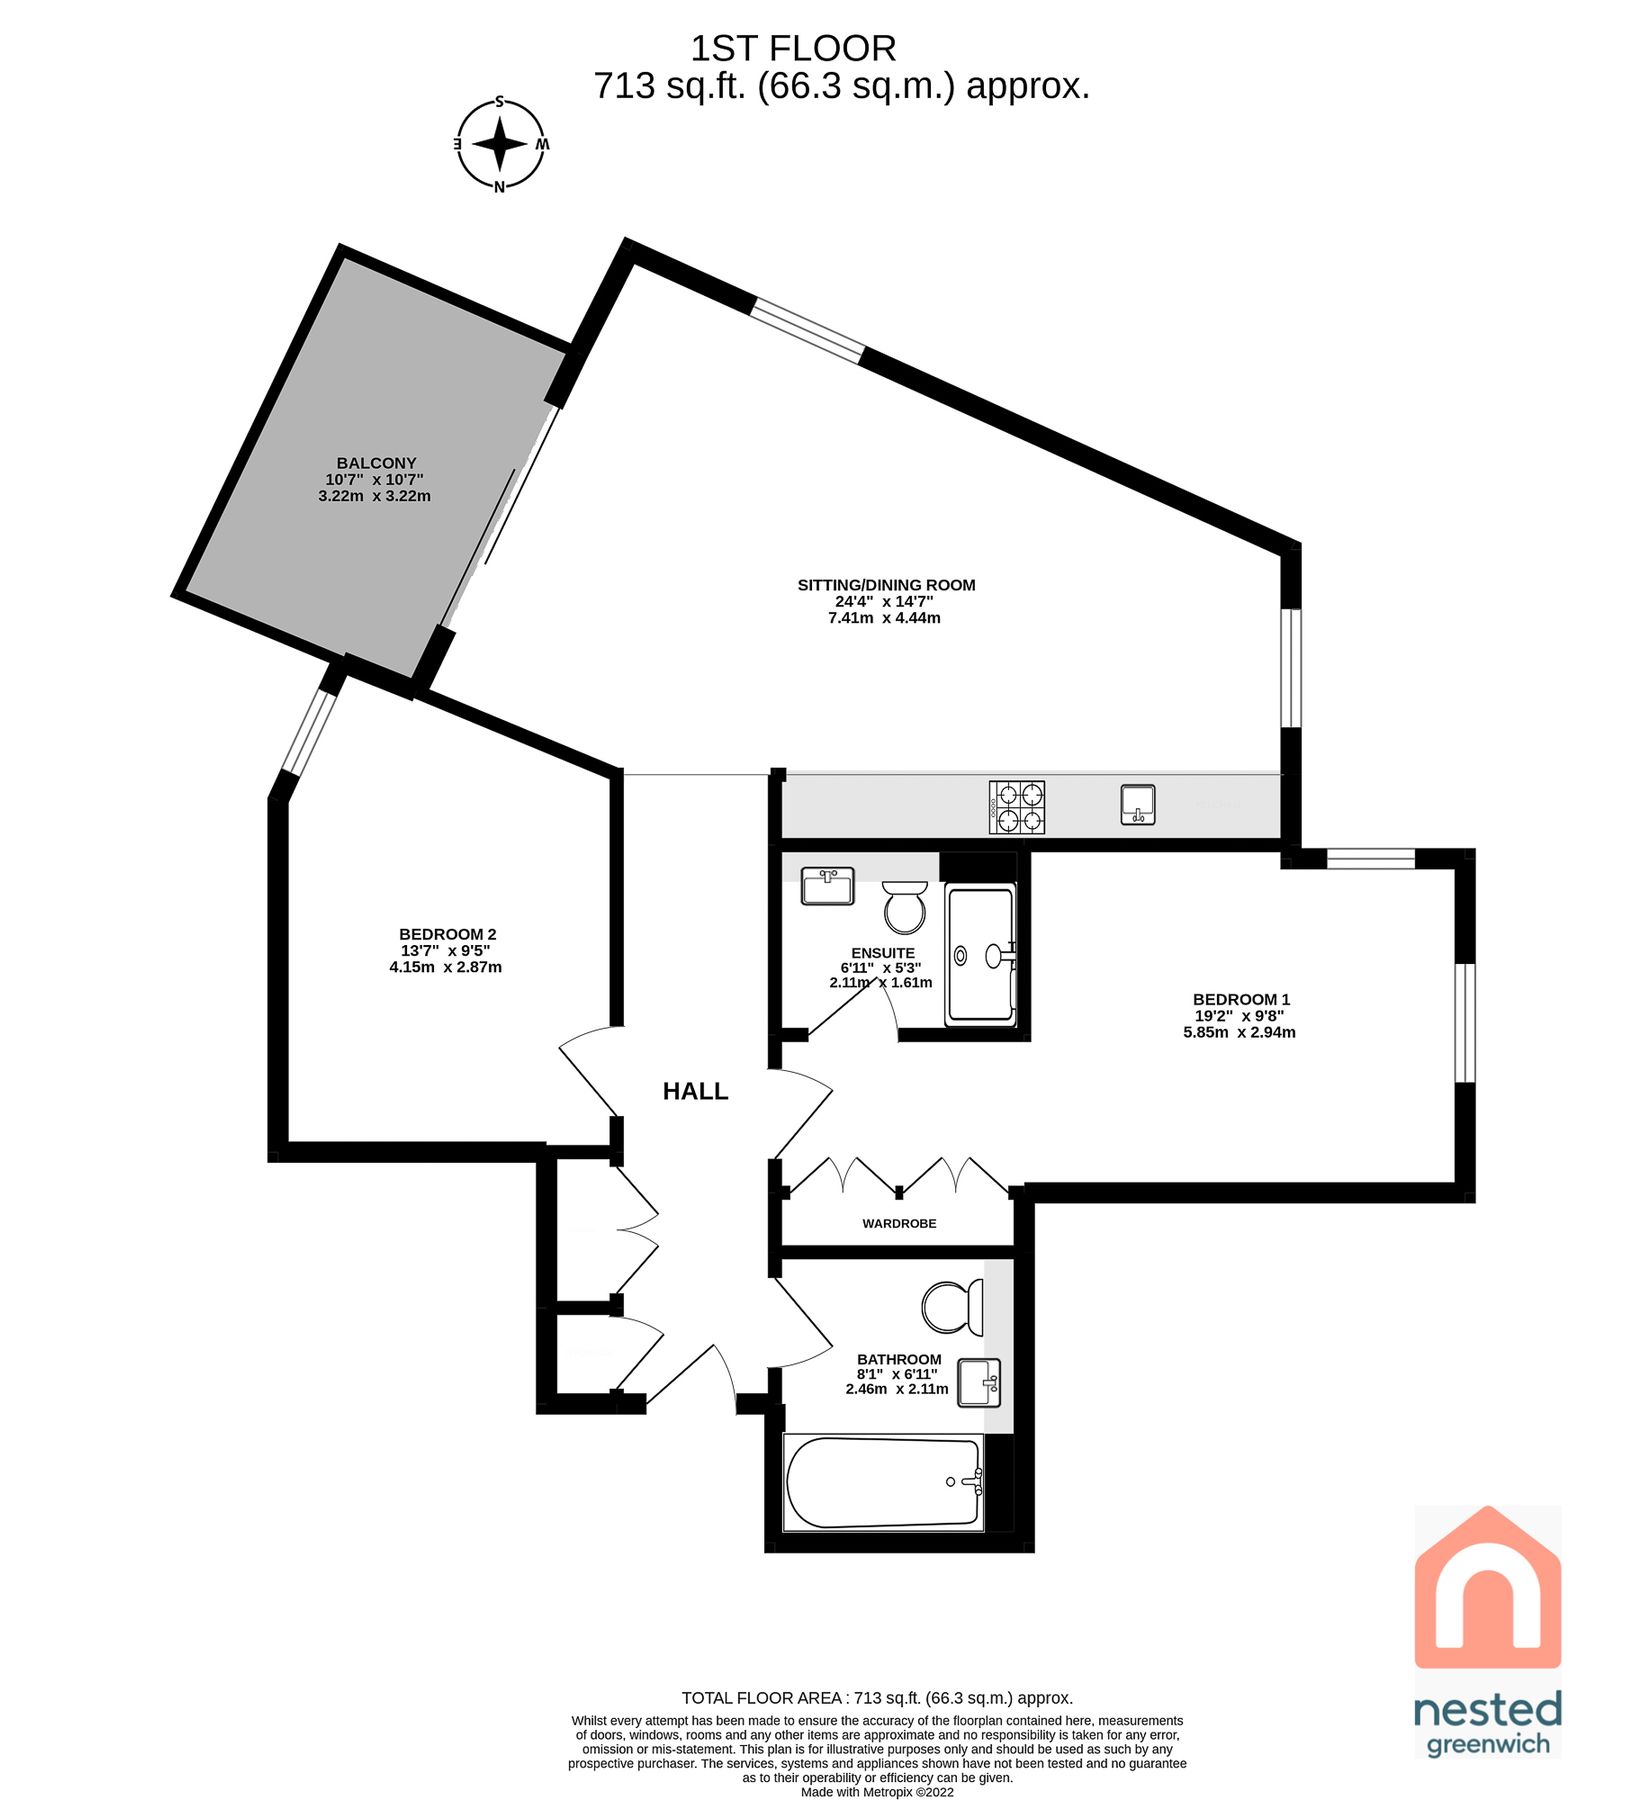 1ST FLOOR
713 sq.ft. (66.3 sq.m.) approx.
S
E
W
N
BALCONY
10'7" x 10'7"
3.22m x 3.22m
SITTING/DINING ROOM
24'4" x 14'7"
7.41m x 4.44m
BEDROOM 2
13'7" x 9'5"
4.15m x 2.87m
ENSUITE
6'11" x 5'3"
2.11m x 1.61m
BEDROOM 1
19'2" x 9'8"
5.85m x 2.94m
HALL
WARDROBE
BATHROOM
8'1" x 6'11"
2.46m x 2.11m
nested
greenwich
TOTAL FLOOR AREA : 713 sq.ft. (66.3 sq.m.) approx.
Whilst every attempt has been made to ensure the accuracy of the floorplan contained here, measurements
of doors, windows, rooms and any other items are approximate and no responsibility is taken for any error,
omission or mis-statement. This plan is for illustrative purposes only and should be used as such by any
prospective purchaser. The services, systems and appliances shown have not been tested and no guarantee
as to their operability or efficiency can be given.
Made with Metropix ©2022